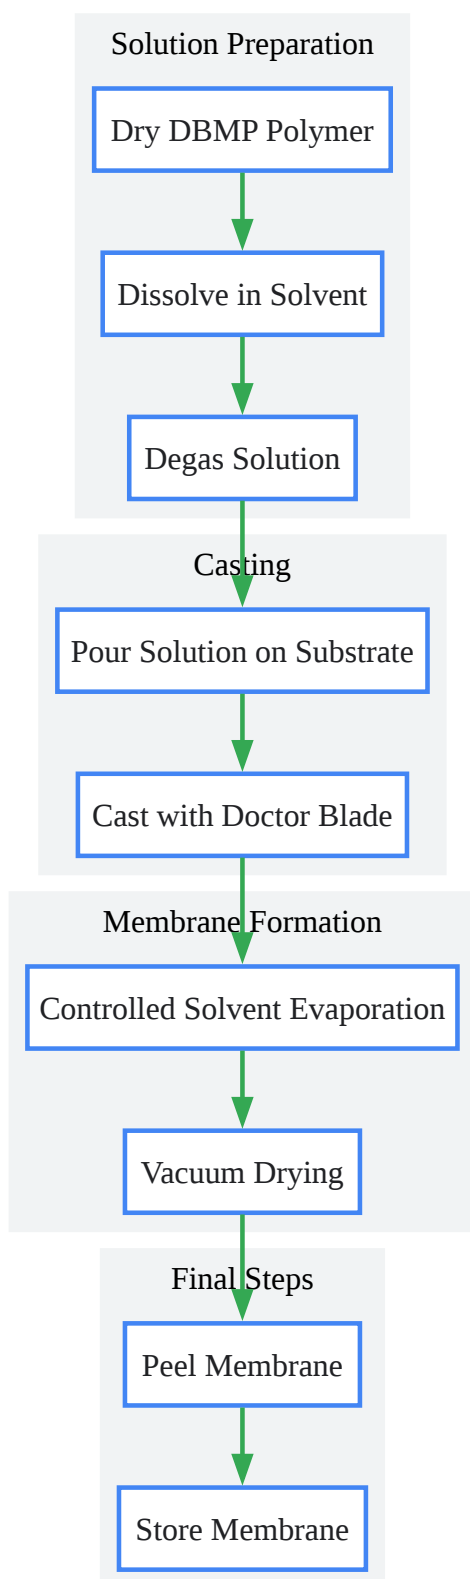 Solution Preparation
Dry DBMP Polymer
Dissolve in Solvent
Degas Solution
Casting
Pour Solution on Substrate
Cast with Doctor Blade
Membrane Formation
Controlled Solvent Evaporation
Vacuum Drying
Final Steps
Peel Membrane
Store Membrane